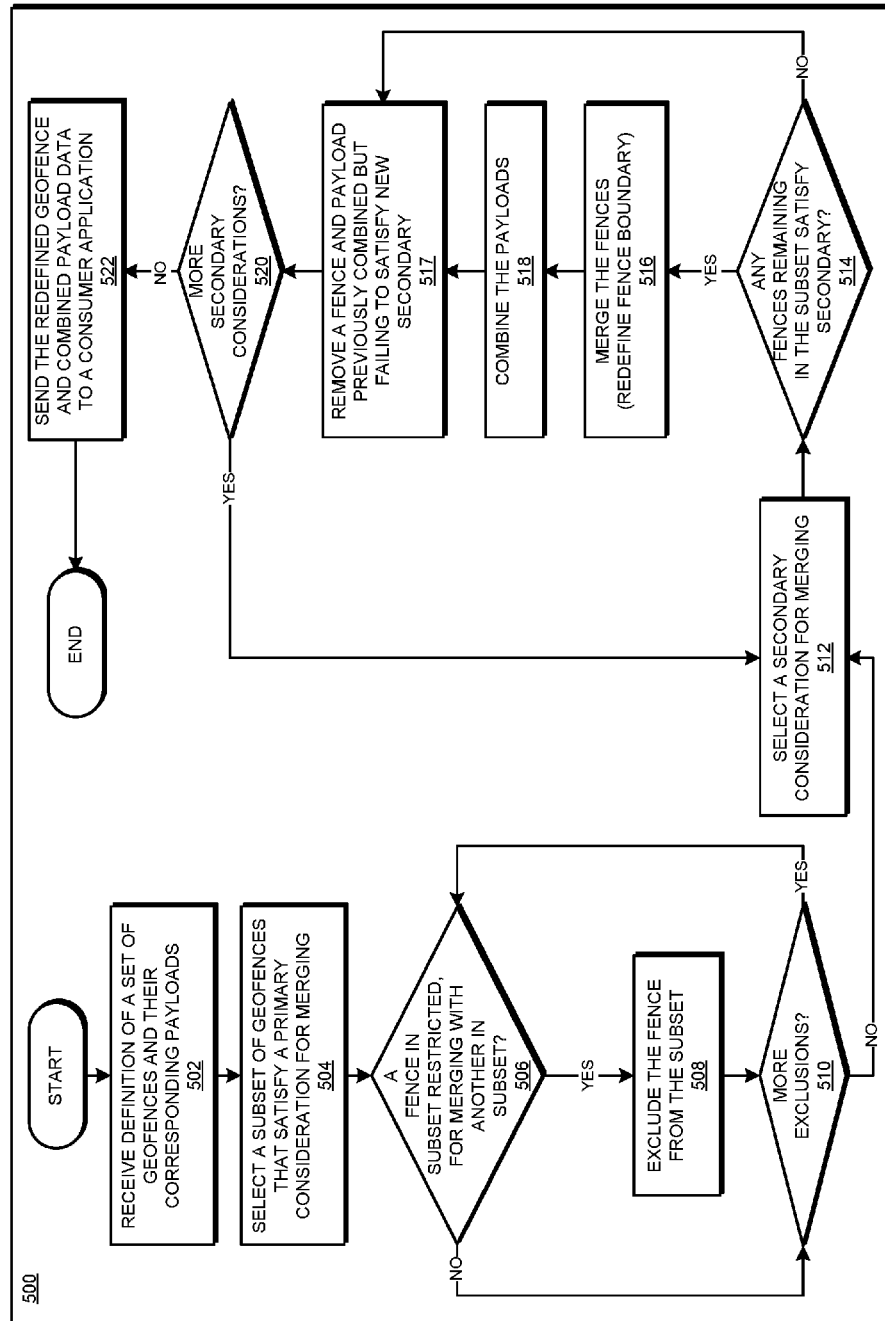 500
START
RECEIVE DEFINITION OF A SET OF
GEOFENCES AND THEIR
CORRESPONDING PAYLOADS
502
SELECT A SUBSET OF GEOFENCES
THAT SATISFY A PRIMARY
CONSIDERATION FOR MERGING
504
A
FENCE IN
SUBSET RESTRICTED,
FOR MERGING WITH
ANOTHER IN
SUBSET?
506
NO
YES
EXCLUDE THE FENCE
FROM THE SUBSET
508
MORE
EXCLUSIONS?
510
YES
NO
SELECT A SECONDARY
CONSIDERATION FOR MERGING
512
ANY
FENCES REMAINING
IN THE SUBSET SATISFY
SECONDARY?
514
NO
YES
MERGE THE FENCES
(REDEFINE FENCE BOUNDARY)
516
COMBINE THE PAYLOADS
518
REMOVE A FENCE AND PAYLOAD
PREVIOUSLY COMBINED BUT
FAILING TO SATISFY NEW
SECONDARY
517
MORE
SECONDARY
CONSIDERATIONS?
520
YES
NO
SEND THE REDEFINED GEOFENCE
AND COMBINED PAYLOAD DATA
TO A CONSUMER APPLICATION
522
END